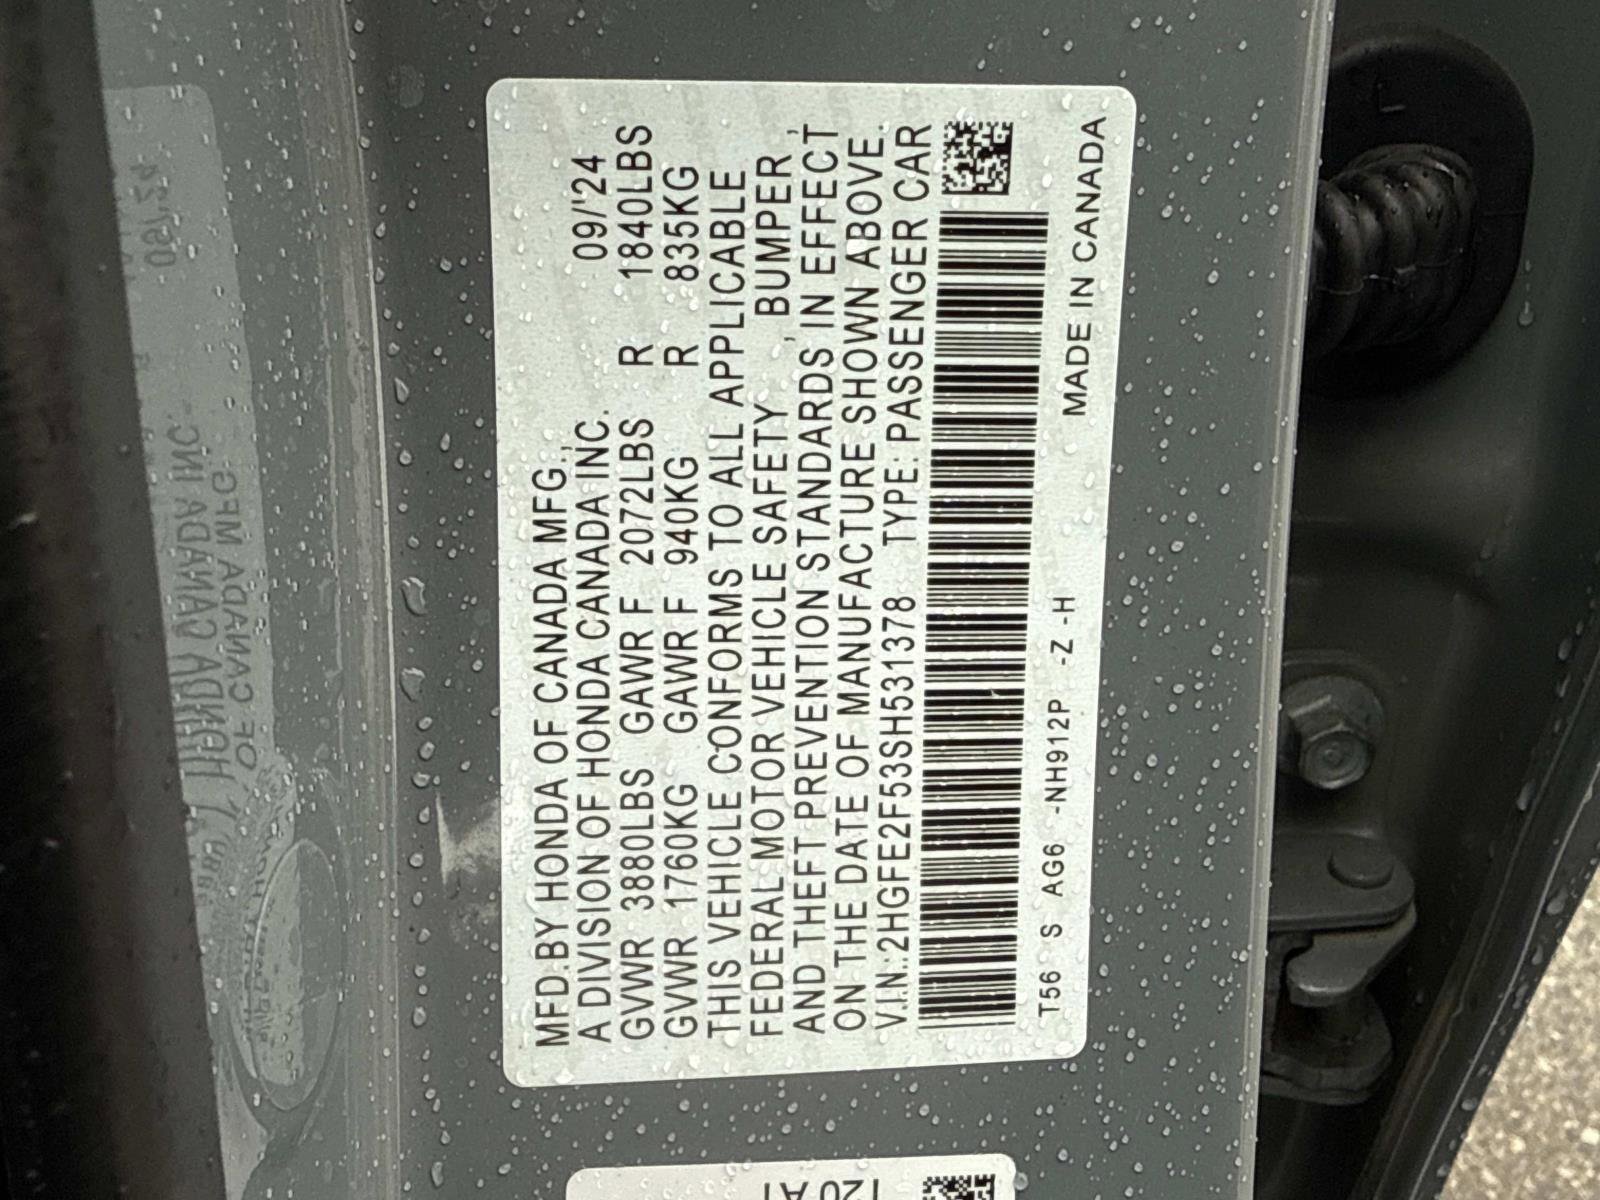 MFD.BY HONDA OF CANADA MFG.,
A DIVISION OF HONDA CANADA INC. 09/'24
GVWR 3880LBS GAWR F 2072LBS R 1840LBS
GVWR 1760KG GAWR F 940KG R 835KG
THIS VEHICLE CONFORMS TO ALL APPLICABLE
FEDERAL MOTOR VEHICLE SAFETY , BUMPER ,
AND THEFT PREVENTION STANDARDS IN EFFECT
ON THE DATE OF MANUFACTURE SHOWN ABOVE.
V.I.N.:2HGFE2F53SH531378 TYPE: PASSENGER CAR
T56 S AG6 -NH912P -Z -H MADE IN CANADA
L